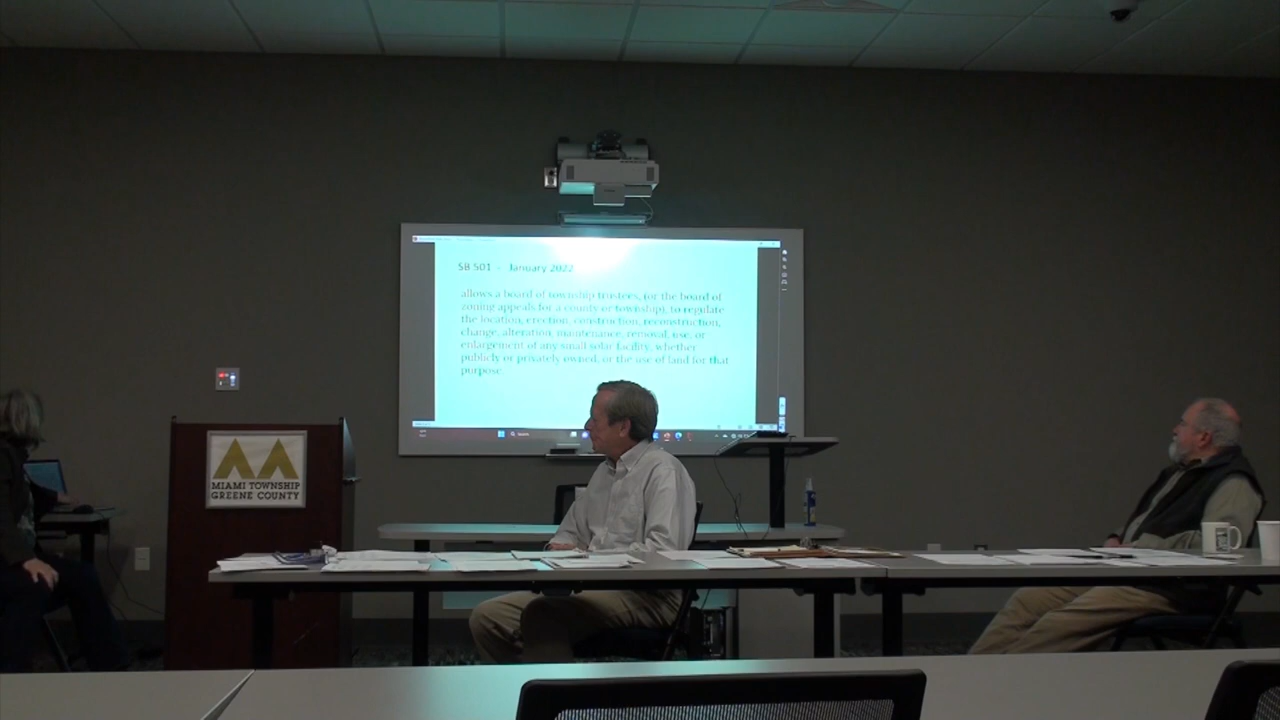 SB 501 - January 2022
allows a board of township trustees, (or the board of
zoning appeals for a county or township), to regulate
the location, erection, construction, reconstruction,
change, alteration, maintenance, removal, use, or
enlargement of any small solar facility, whether
publicly or privately owned, or the use of land for that
purpose
Search
MIAMI TOWNSHIP
GREENE COUNTY